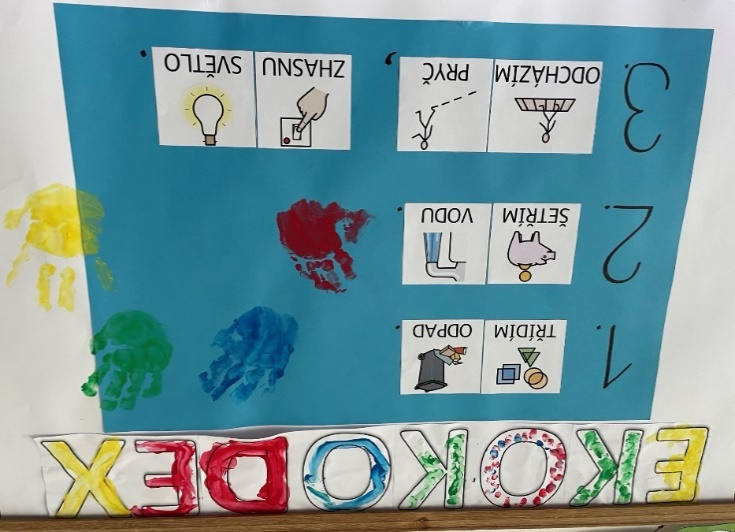 EKOKODEX
1. TŘÍDÍM ODPAD.
2. ŠETŘÍM VODU.
3. ODCHÁZÍM PRYČ, ZHASNU SVĚTLO.